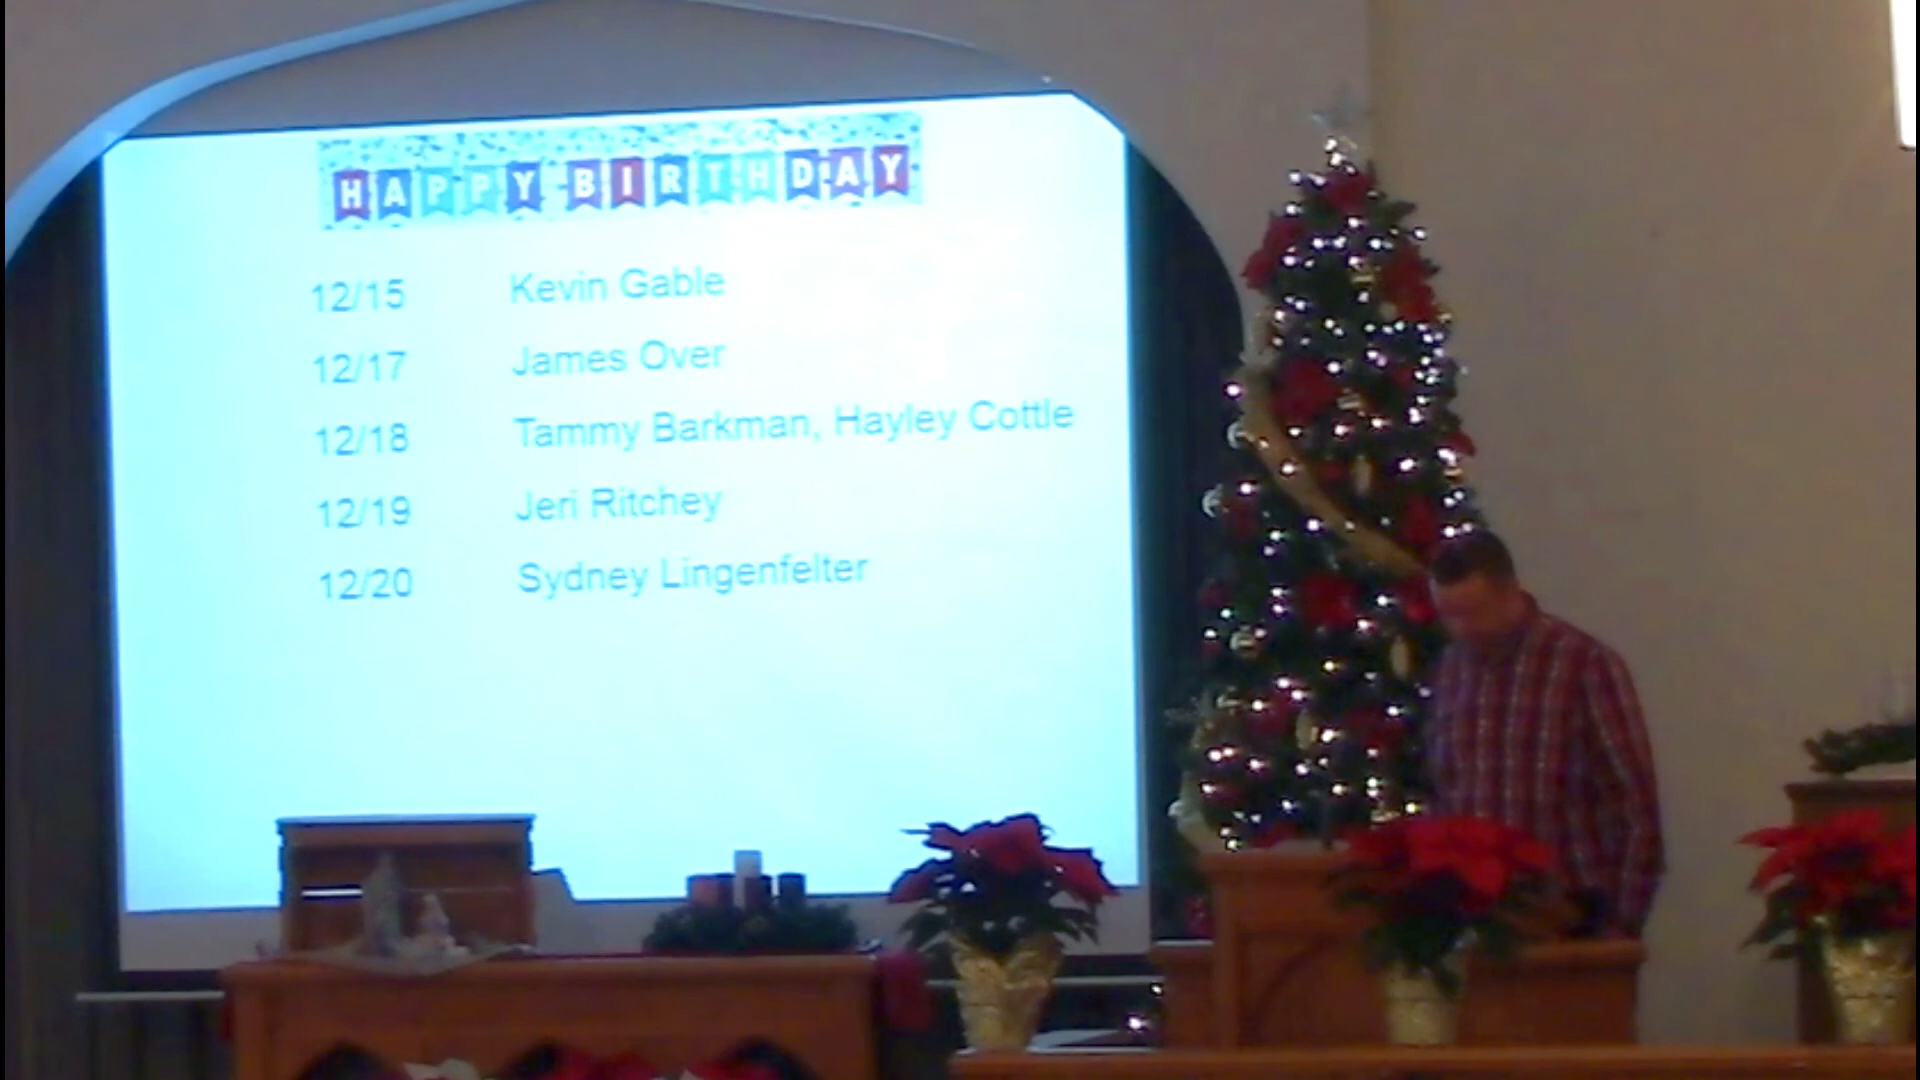 HAPPY BIRTHDAY
12/15 Kevin Gable
12/17 James Over
12/18 Tammy Barkman, Hayley Cottle
12/19 Jeri Ritchey
12/20 Sydney Lingenfelter